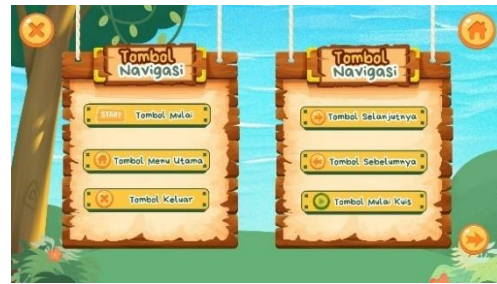 Tombol
Navigasi
START Tombol Mulai
Tombol Menu Utama
Tombol Keluar
Tombol
Navigasi
Tombol Selanjutnya
Tombol Sebelumnya
Tombol Mulai Kuis